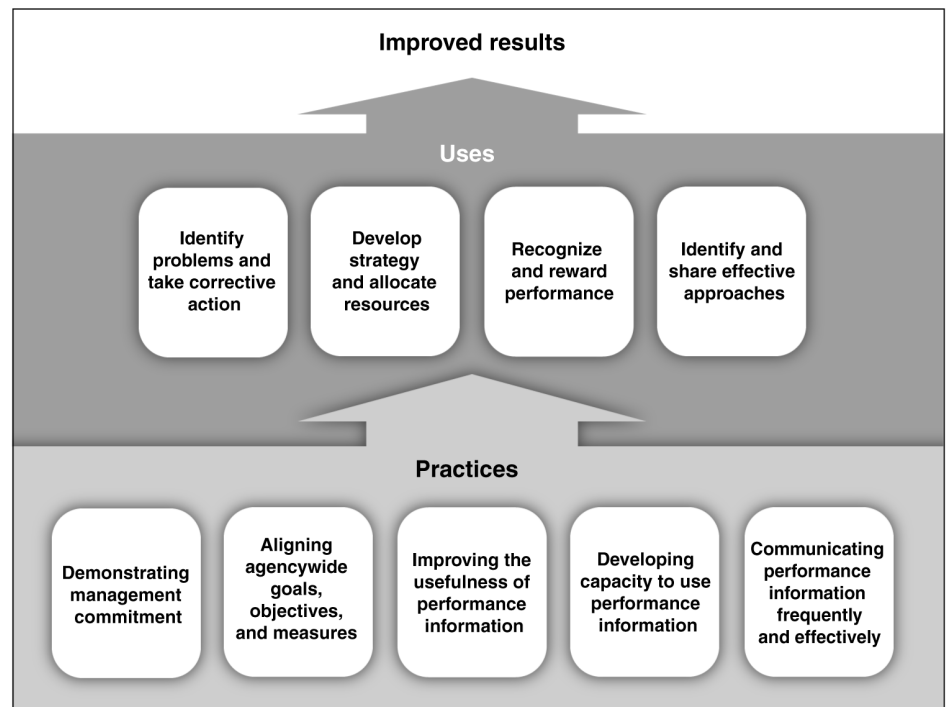 Improved results
Uses
Identify
problems and
take corrective
action
Develop
strategy
and allocate
resources
Recognize
and reward
performance
Identify and
share effective
approaches
Practices
Demonstrating
management
commitment
Aligning
agencywide
goals,
objectives,
and measures
Improving the
usefulness of
performance
information
Developing
capacity to use
performance
information
Communicating
performance
information
frequently
and effectively